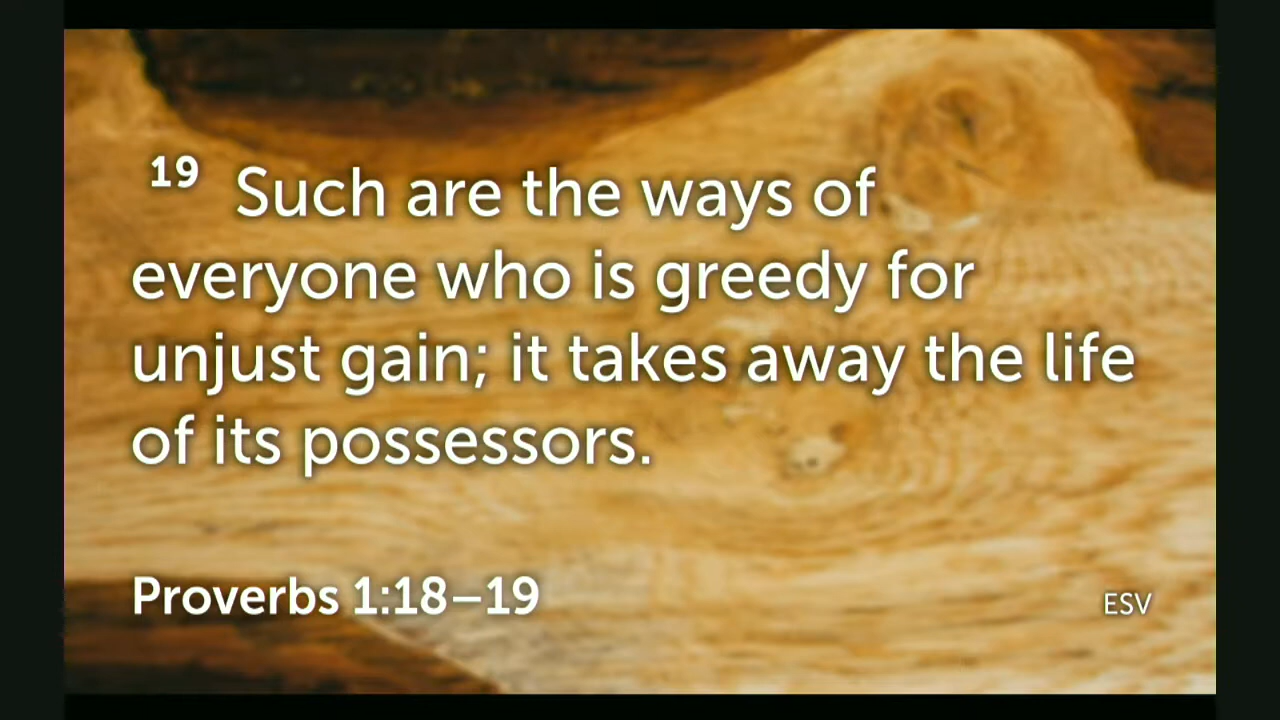 19 Such are the ways of
everyone who is greedy for
unjust gain; it takes away the life
of its possessors.
Proverbs 1:18–19
ESV